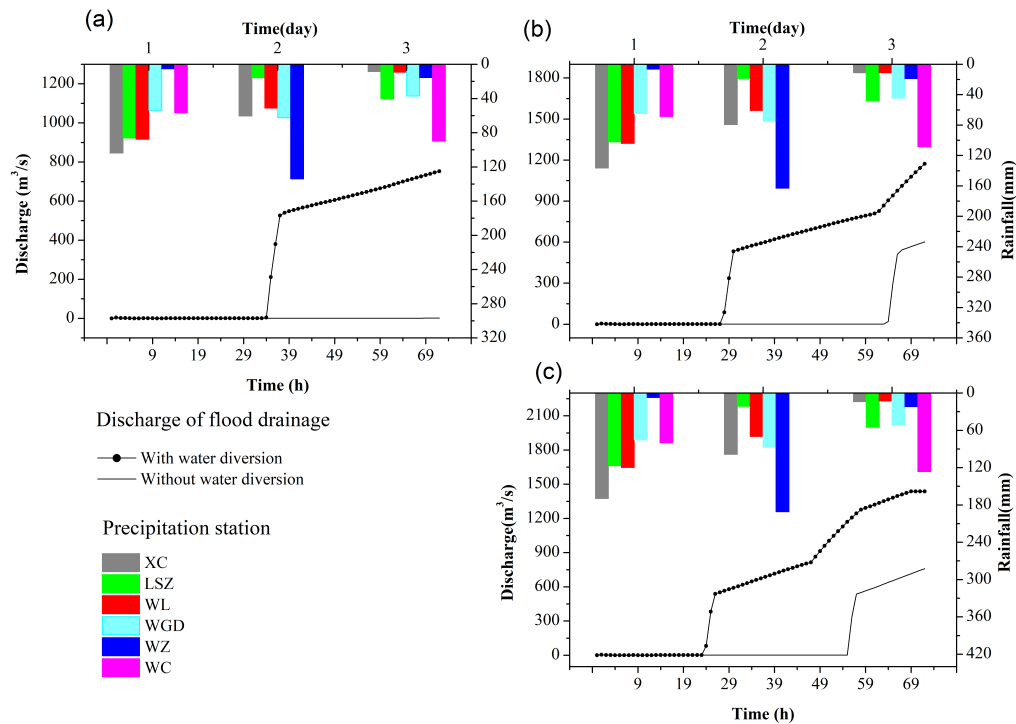 (a)
Time(day)
1 2 3
1200
1000
800
600
400
200
0
Discharge (m³/s)
0
40
80
120
160
200
240
280
320
9 19 29 39 49 59 69
Time (h)
(b)
Time(day)
1 2 3
1800
1500
1200
900
600
300
0
0
40
80
120
160
200
240
280
320
360
Rainfall(mm)
9 19 29 39 49 59 69
Discharge of flood drainage
With water diversion
Without water diversion
Precipitation station
XC
LSZ
WL
WGD
WZ
WC
(c)
2100
1800
1500
1200
900
600
300
0
Discharge(m³/s)
0
60
120
180
240
300
360
420
Rainfall(mm)
9 19 29 39 49 59 69
Time (h)